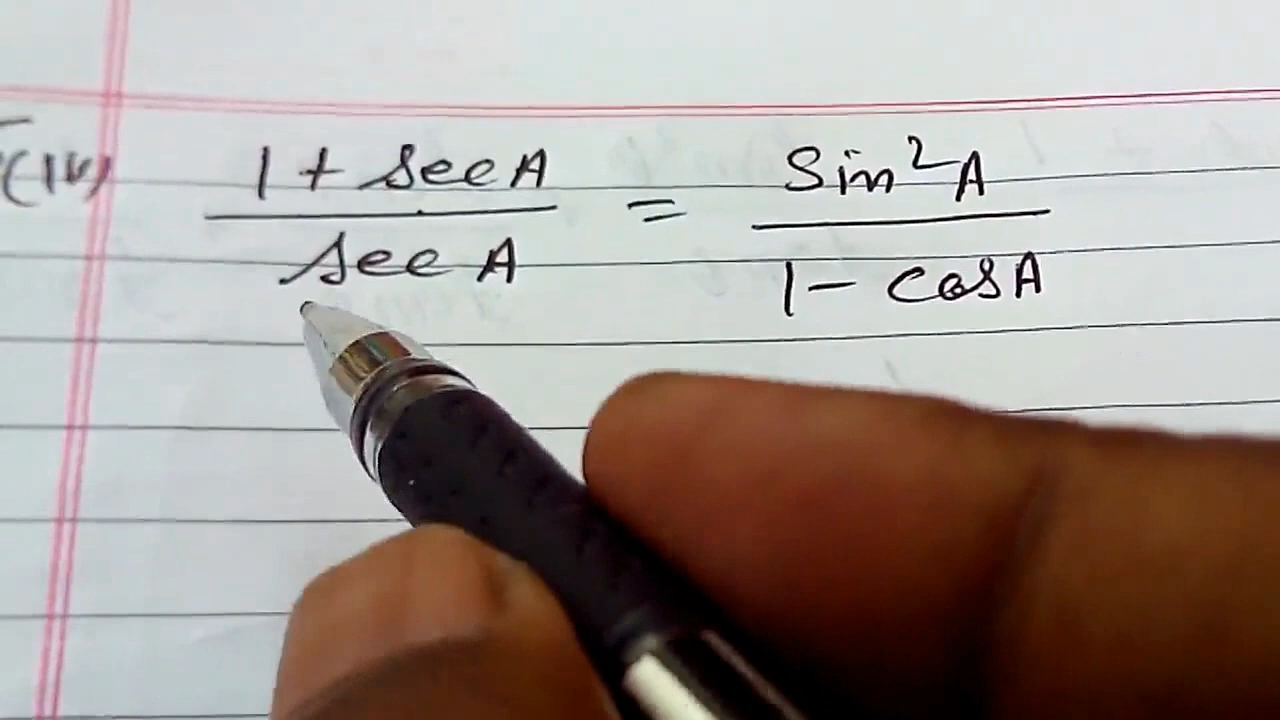 (iv) 1 + sec A / sec A = Sin²A / 1 - cos A